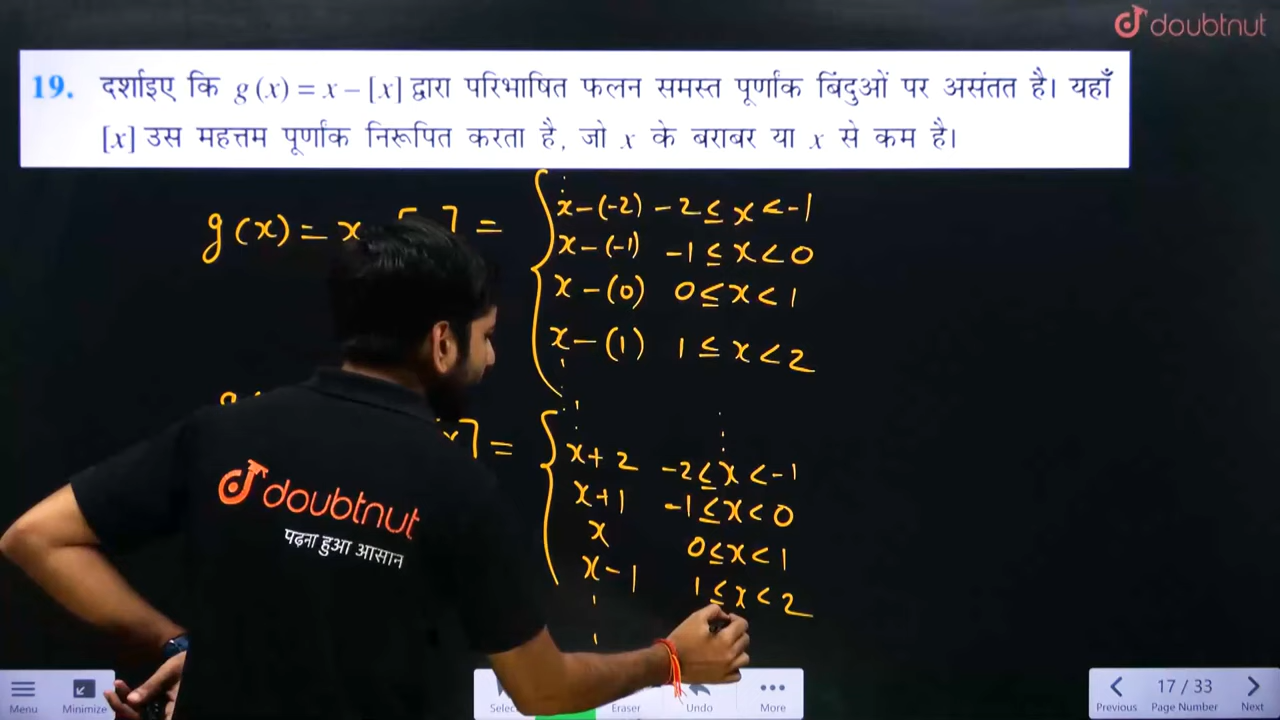 doubtnut
19. दर्शाइए कि g (x) = x – [x] द्वारा परिभाषित फलन समस्त पूर्णांक बिंदुओं पर असंतत है। यहाँ
[x] उस महत्तम पूर्णांक निरूपित करता है, जो x के बराबर या x से कम है।
g(x) = x
=
x-(-2) -2≤x<-1
x-(-1) -1≤x<0
x-(0) 0≤x<1
x-(1) 1≤x<2
=
x+2 -2≤x<-1
x+1 -1≤x<0
x 0≤x<1
x-1 1≤x<2
doubtnut
पढ़ना हुआ आसान
Menu
Minimize
Eraser
Undo
More
Previous
17 / 33
Page Number
Next